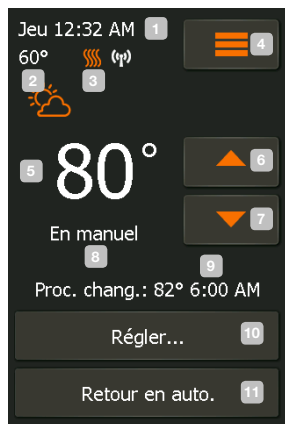 Jeu 12:32 AM 1
4
60°
2
3
5
80°
6
7
En manuel
8
9
Proc. chang.: 82° 6:00 AM
Régler... 10
Retour en auto. 11